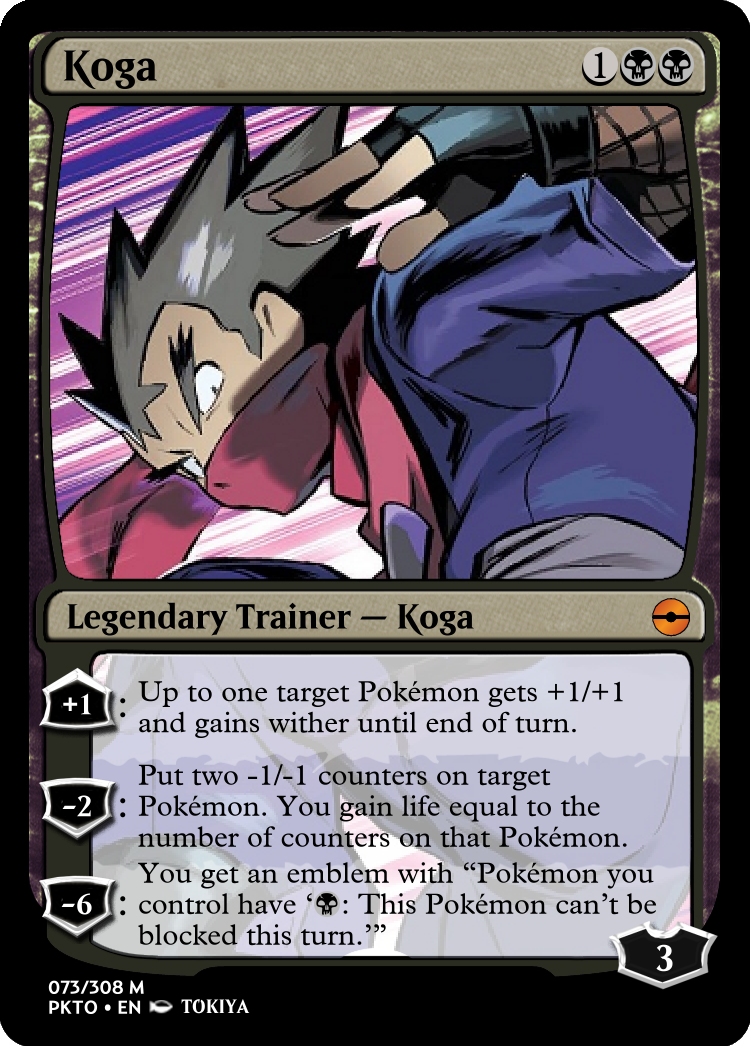 Koga 1
Legendary Trainer — Koga
+1: Up to one target Pokémon gets +1/+1
and gains wither until end of turn.
Put two -1/-1 counters on target
−2: Pokémon. You gain life equal to the
number of counters on that Pokémon.
You get an emblem with “Pokémon you
−6: control have ‘: This Pokémon can’t be
blocked this turn.’”
3
073/308 M
PKTO • EN TOKIYA